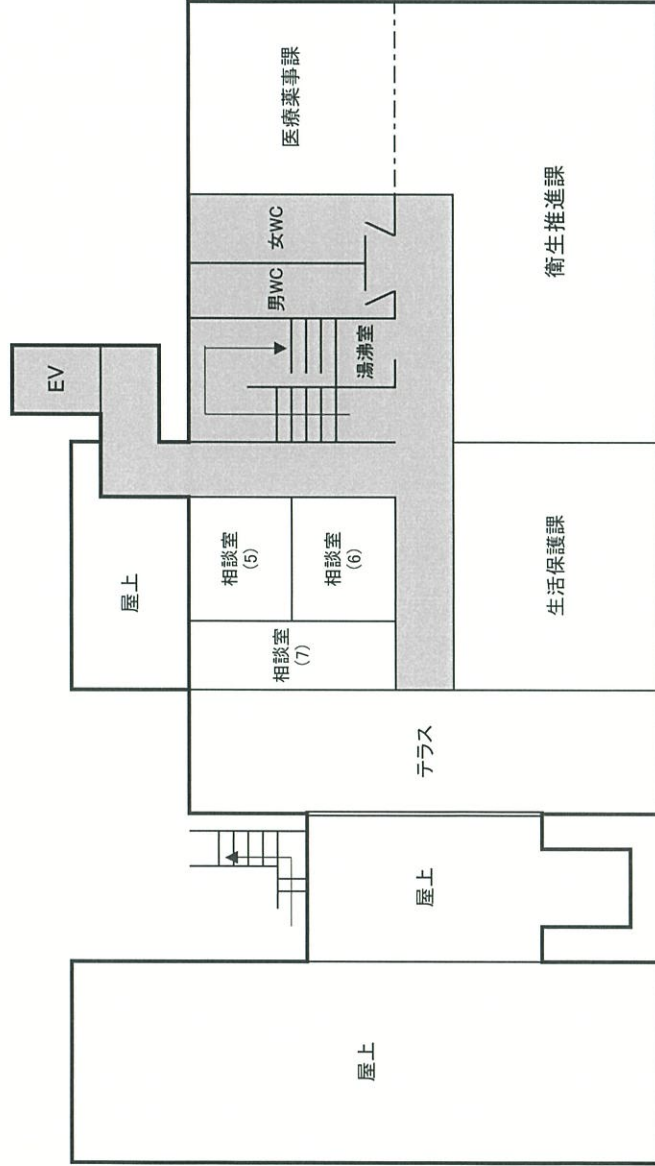 EV
屋上
医療薬事課
女WC
男WC
湯沸室
相談室
(5)
相談室
(6)
相談室
(7)
衛生推進課
生活保護課
テラス
屋上
屋上